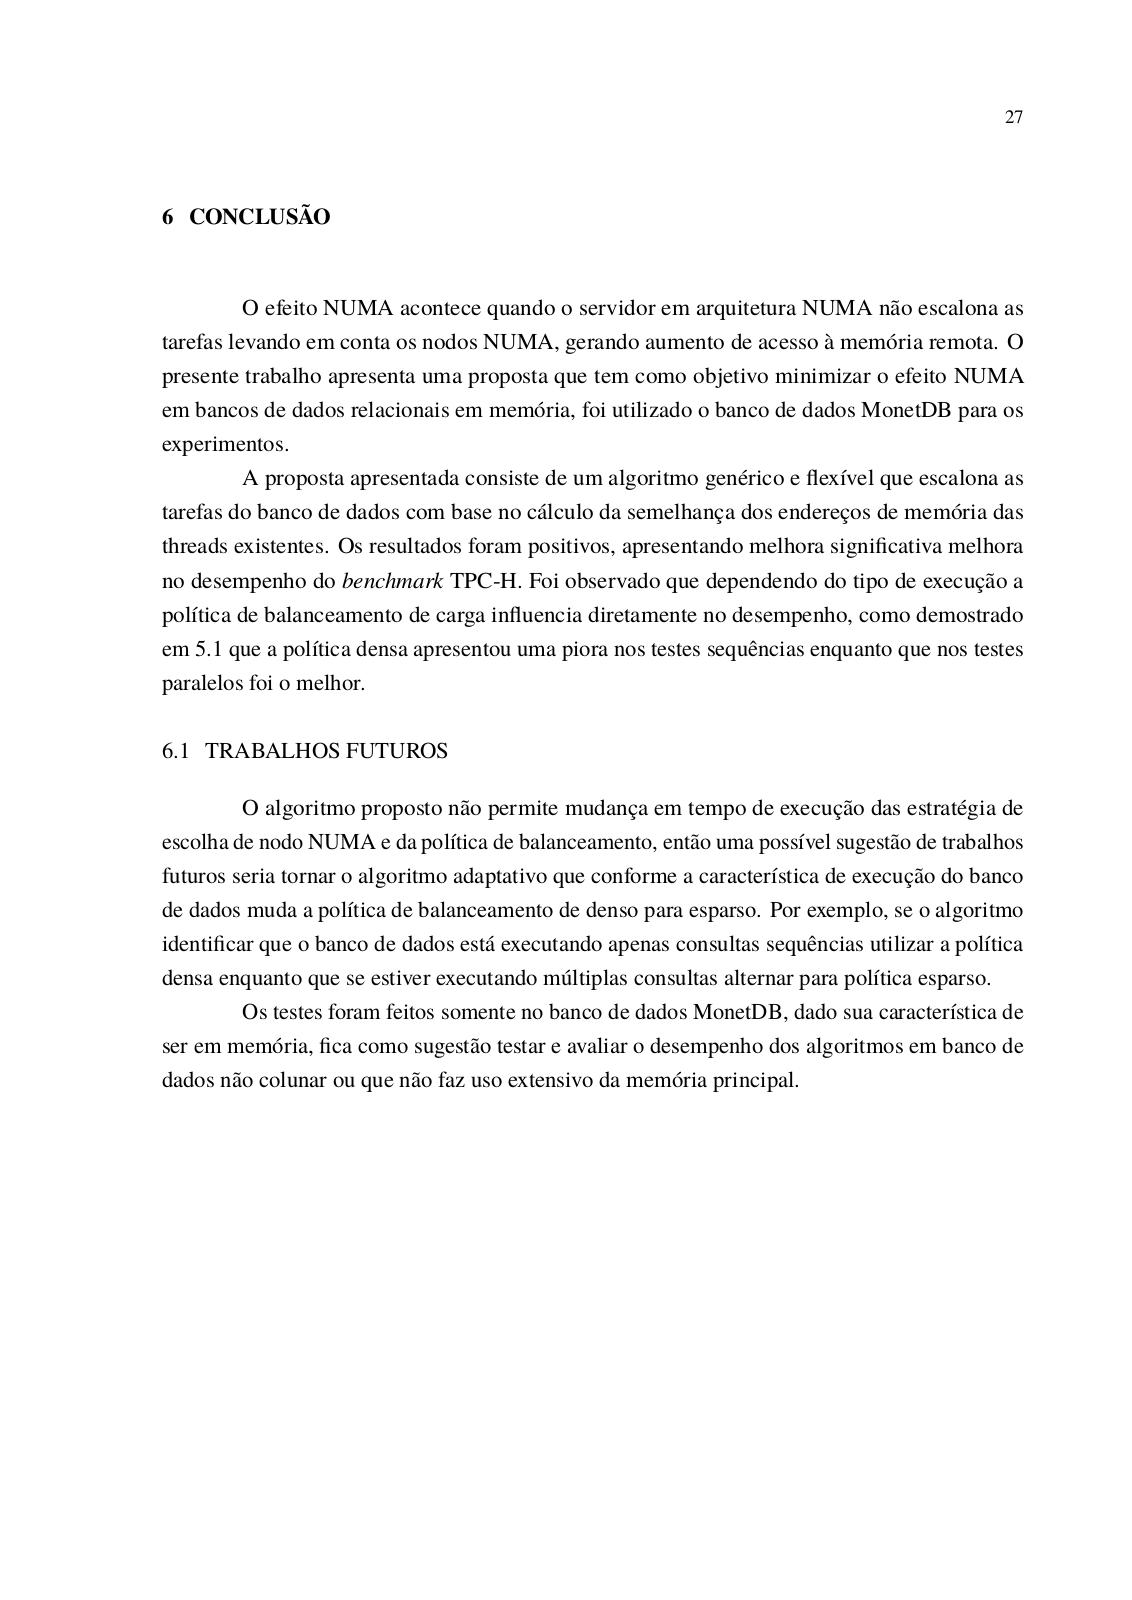 27
6 CONCLUSÃO
O efeito NUMA acontece quando o servidor em arquitetura NUMA não escalona as
tarefas levando em conta os nodos NUMA, gerando aumento de acesso à memória remota. O
presente trabalho apresenta uma proposta que tem como objetivo minimizar o efeito NUMA
em bancos de dados relacionais em memória, foi utilizado o banco de dados MonetDB para os
experimentos.
A proposta apresentada consiste de um algoritmo genérico e flexível que escalona as
tarefas do banco de dados com base no cálculo da semelhança dos endereços de memória das
threads existentes. Os resultados foram positivos, apresentando melhora significativa melhora
no desempenho do benchmark TPC-H. Foi observado que dependendo do tipo de execução a
política de balanceamento de carga influencia diretamente no desempenho, como demostrado
em 5.1 que a política densa apresentou uma piora nos testes sequências enquanto que nos testes
paralelos foi o melhor.
6.1 TRABALHOS FUTUROS
O algoritmo proposto não permite mudança em tempo de execução das estratégia de
escolha de nodo NUMA e da política de balanceamento, então uma possível sugestão de trabalhos
futuros seria tornar o algoritmo adaptativo que conforme a característica de execução do banco
de dados muda a política de balanceamento de denso para esparso. Por exemplo, se o algoritmo
identificar que o banco de dados está executando apenas consultas sequências utilizar a política
densa enquanto que se estiver executando múltiplas consultas alternar para política esparso.
Os testes foram feitos somente no banco de dados MonetDB, dado sua característica de
ser em memória, fica como sugestão testar e avaliar o desempenho dos algoritmos em banco de
dados não colunar ou que não faz uso extensivo da memória principal.